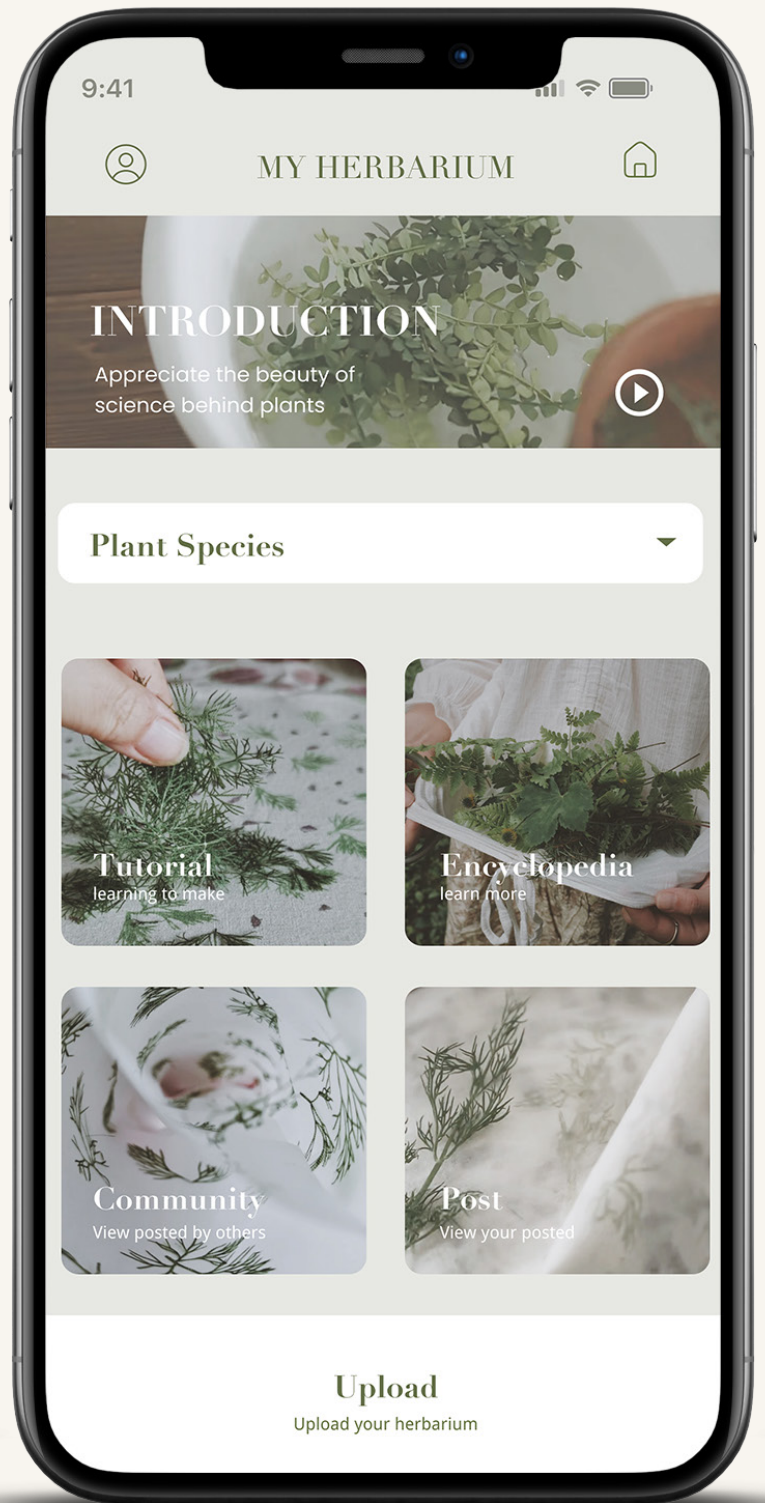 9:41
MY HERBARIUM
INTRODUCTION
Appreciate the beauty of
science behind plants
Plant Species
Tutorial
learning to make
Encyclopedia
learn more
Community
View posted by others
Post
View your posted
Upload
Upload your herbarium